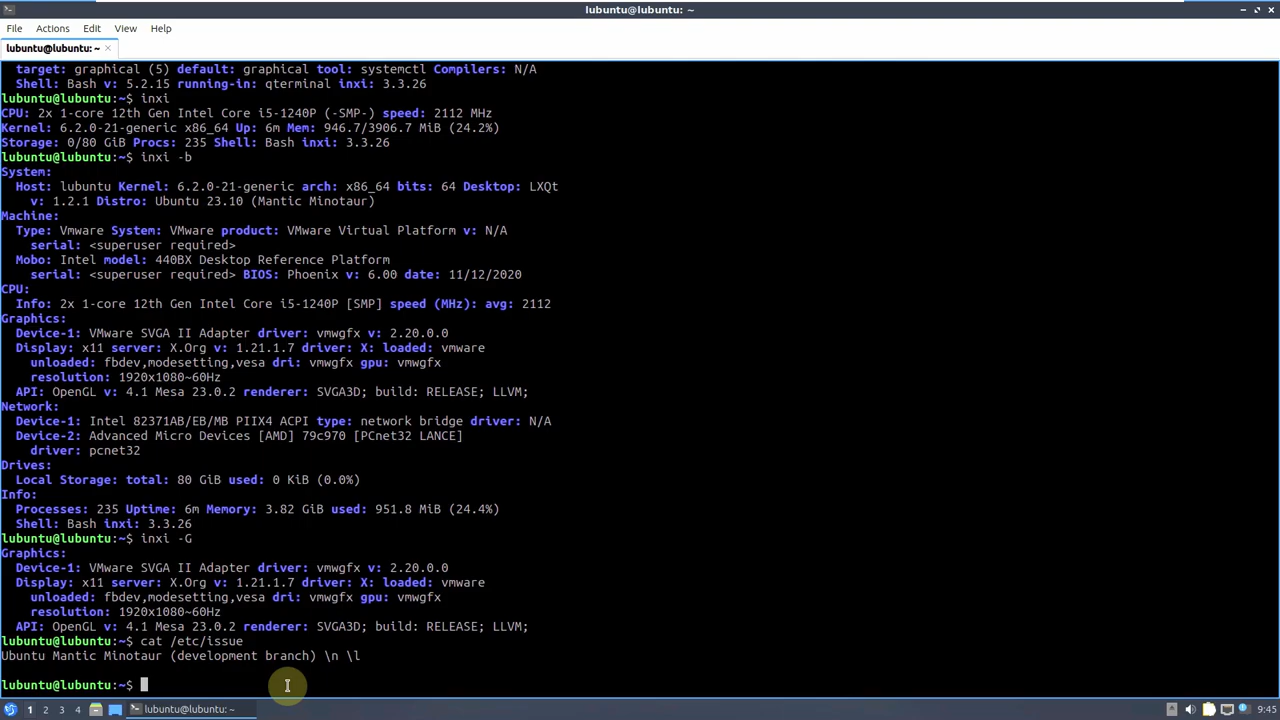 lubuntu@lubuntu: ~
File Actions Edit View Help
lubuntu@lubuntu: ~ ×
target: graphical (5) default: graphical tool: systemctl Compilers: N/A
Shell: Bash v: 5.2.15 running-in: qterminal inxi: 3.3.26
lubuntu@lubuntu:~$ inxi
CPU: 2x 1-core 12th Gen Intel Core i5-1240P (-SMP-) speed: 2112 MHz
Kernel: 6.2.0-21-generic x86_64 Up: 6m Mem: 946.7/3906.7 MiB (24.2%)
Storage: 0/80 GiB Procs: 235 Shell: Bash inxi: 3.3.26
lubuntu@lubuntu:~$ inxi -b
System:
Host: lubuntu Kernel: 6.2.0-21-generic arch: x86_64 bits: 64 Desktop: LXQt
v: 1.2.1 Distro: Ubuntu 23.10 (Mantic Minotaur)
Machine:
Type: Vmware System: VMware product: VMware Virtual Platform v: N/A
serial: <superuser required>
Mobo: Intel model: 440BX Desktop Reference Platform
serial: <superuser required> BIOS: Phoenix v: 6.00 date: 11/12/2020
CPU:
Info: 2x 1-core 12th Gen Intel Core i5-1240P [SMP] speed (MHz): avg: 2112
Graphics:
Device-1: VMware SVGA II Adapter driver: vmwgfx v: 2.20.0.0
Display: x11 server: X.Org v: 1.21.1.7 driver: X: loaded: vmware
unloaded: fbdev,modesetting,vesa dri: vmwgfx gpu: vmwgfx
resolution: 1920x1080~60Hz
API: OpenGL v: 4.1 Mesa 23.0.2 renderer: SVGA3D; build: RELEASE; LLVM;
Network:
Device-1: Intel 82371AB/EB/MB PIIX4 ACPI type: network bridge driver: N/A
Device-2: Advanced Micro Devices [AMD] 79c970 [PCnet32 LANCE]
driver: pcnet32
Drives:
Local Storage: total: 80 GiB used: 0 KiB (0.0%)
Info:
Processes: 235 Uptime: 6m Memory: 3.82 GiB used: 951.8 MiB (24.4%)
Shell: Bash inxi: 3.3.26
lubuntu@lubuntu:~$ inxi -G
Graphics:
Device-1: VMware SVGA II Adapter driver: vmwgfx v: 2.20.0.0
Display: x11 server: X.Org v: 1.21.1.7 driver: X: loaded: vmware
unloaded: fbdev,modesetting,vesa dri: vmwgfx gpu: vmwgfx
resolution: 1920x1080~60Hz
API: OpenGL v: 4.1 Mesa 23.0.2 renderer: SVGA3D; build: RELEASE; LLVM;
lubuntu@lubuntu:~$ cat /etc/issue
Ubuntu Mantic Minotaur (development branch) \n \l
lubuntu@lubuntu:~$
1 2 3 4 lubuntu@lubuntu: ~ 9:45